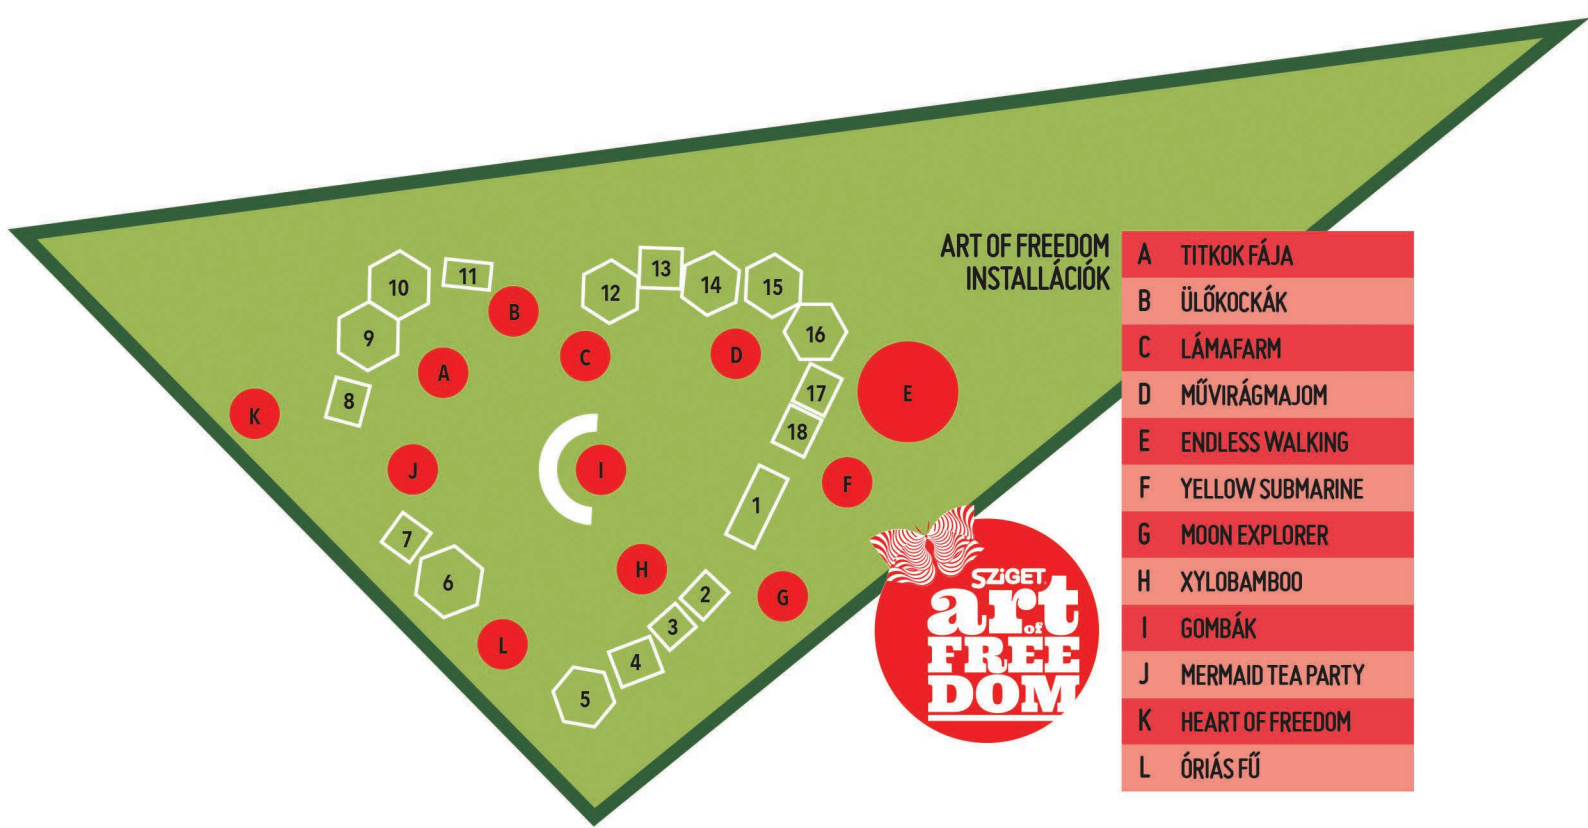 10
11
9
8
B
A
K
J
7
6
L
12
13
14
15
16
C
D
E
17
18
I
F
1
H
2
G
3
4
5
SZiGET
art
of
FREE
DOM
ART OF FREEDOM
INSTALLÁCIÓK
A TITKOK FÁJA
B ÜLŐKOCKÁK
C LÁMAFARM
D MŰVIRÁGMAJOM
E ENDLESS WALKING
F YELLOW SUBMARINE
G MOON EXPLORER
H XYLOBAMBOO
I GOMBÁK
J MERMAID TEA PARTY
K HEART OF FREEDOM
L ÓRIÁS FŰ